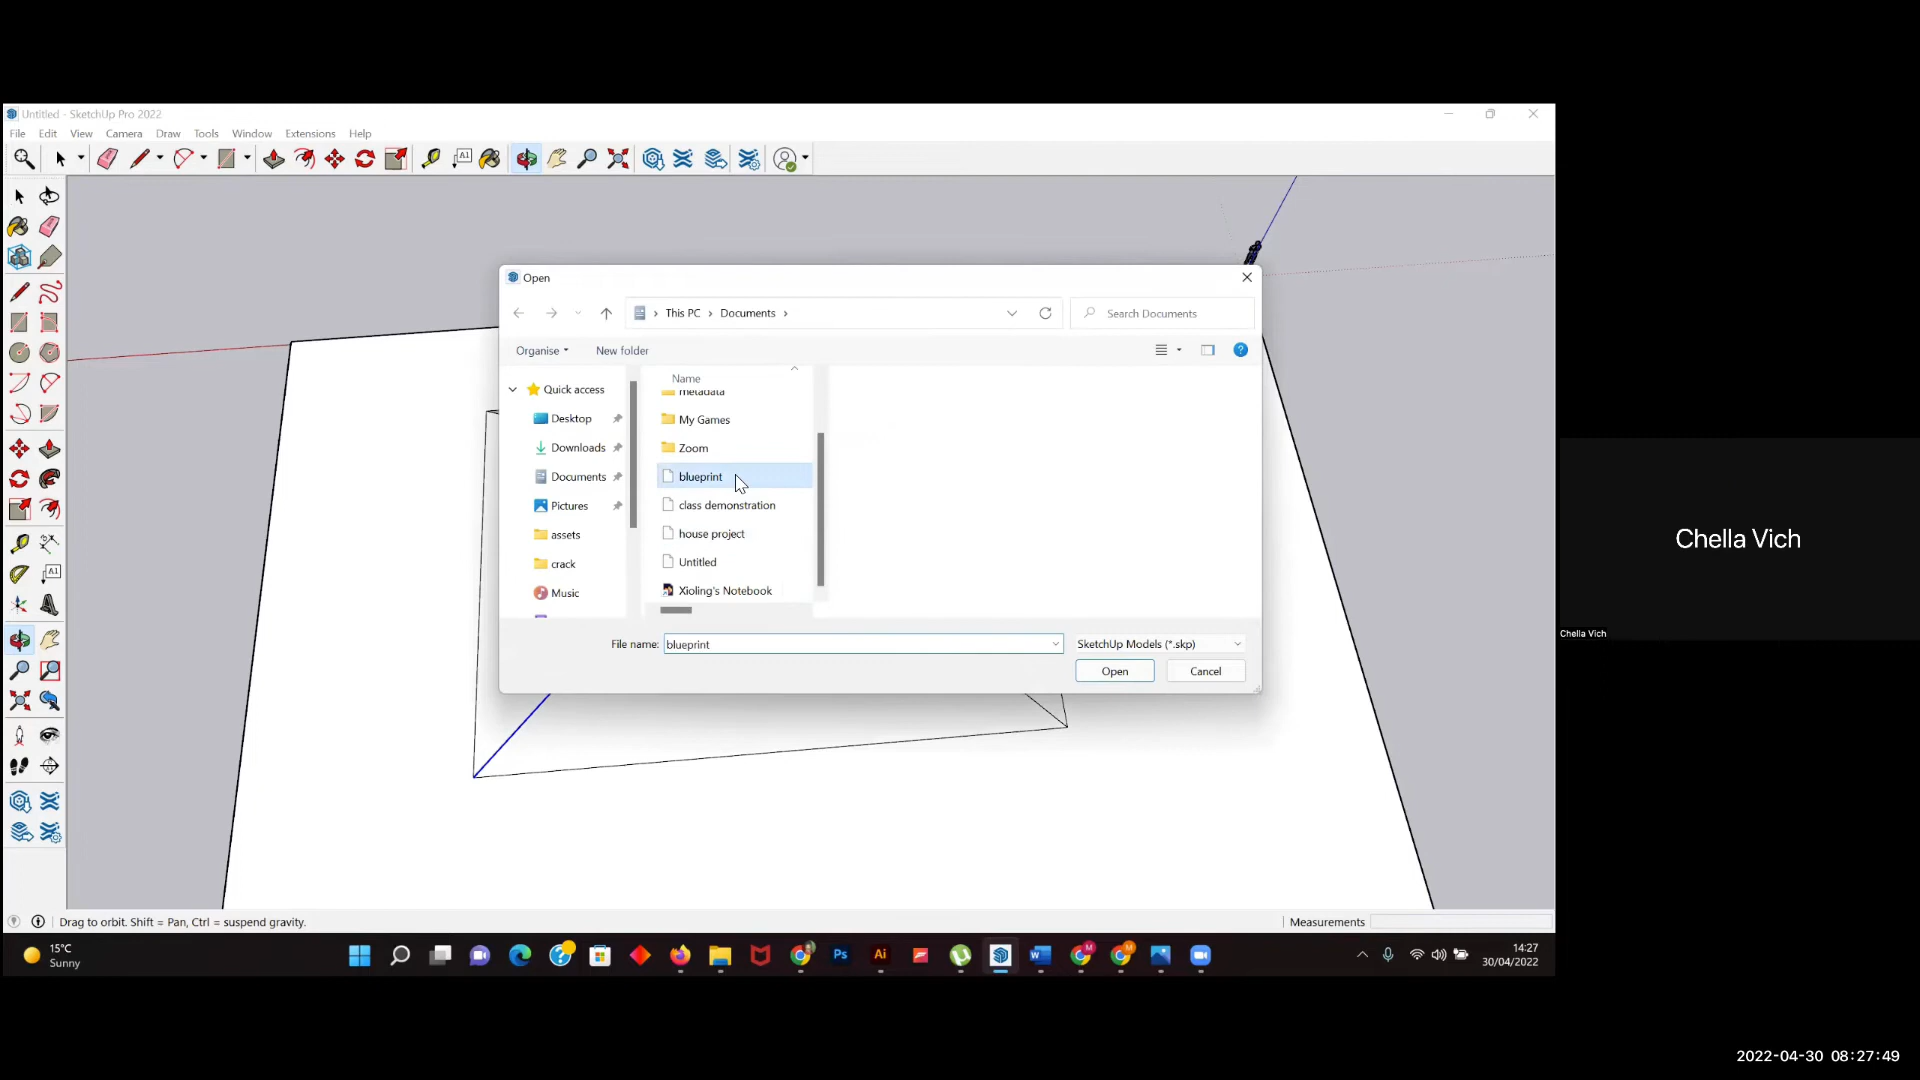 Untitled - SketchUp Pro 2022
File Edit View Camera Draw Tools Window Extensions Help
A1
Open
This PC > Documents >
Search Documents
Organise
New folder
Name
Quick access
Desktop
Downloads
Documents
Pictures
assets
crack
Music
metadata
My Games
Zoom
blueprint
class demonstration
house project
Untitled
Xioling's Notebook
File name: blueprint
SketchUp Models (*.skp)
Open
Cancel
A1
Chella Vich
Chella Vich
Drag to orbit. Shift = Pan, Ctrl = suspend gravity.
Measurements
15°C
Sunny
Ps
Ai
W
M
M
14:27
30/04/2022
2022-04-30 08:27:49